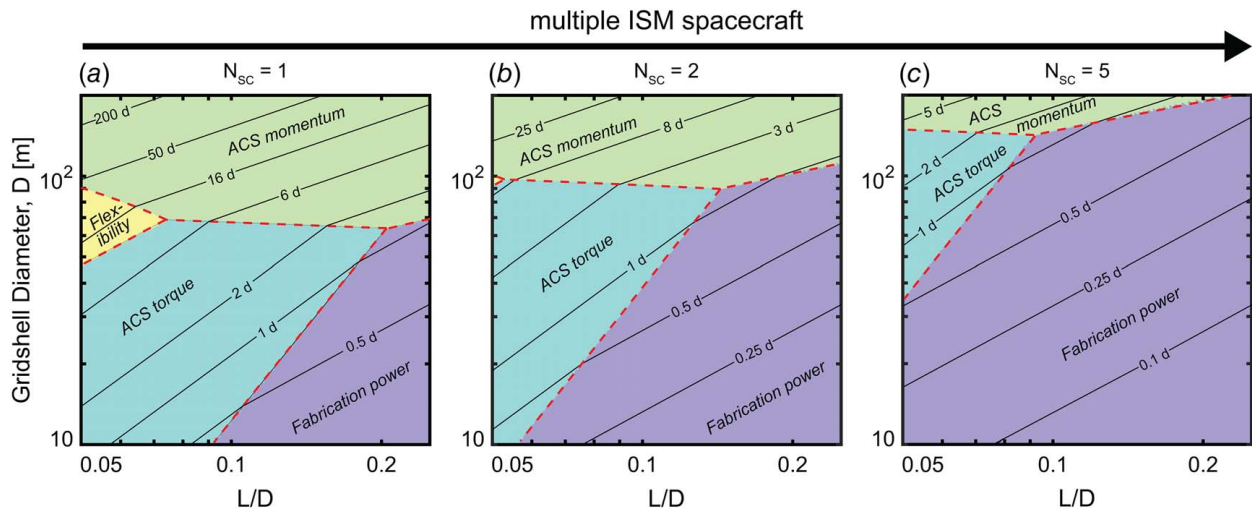 multiple ISM spacecraft
(a)
N_SC = 1
(b)
N_SC = 2
(c)
N_SC = 5
Gridshell Diameter, D [m]
10²
10
200 d
50 d
ACS momentum
16 d
6 d
Flex-
ibility
ACS torque
2 d
1 d
0.5 d
Fabrication power
0.05
0.1
0.2
L/D
10²
10
25 d
8 d
3 d
ACS momentum
ACS torque
1 d
0.5 d
0.25 d
Fabrication power
0.05
0.1
0.2
L/D
10²
10
5 d
ACS
momentum
2 d
ACS torque
1 d
0.5 d
0.25 d
Fabrication power
0.1 d
0.05
0.1
0.2
L/D